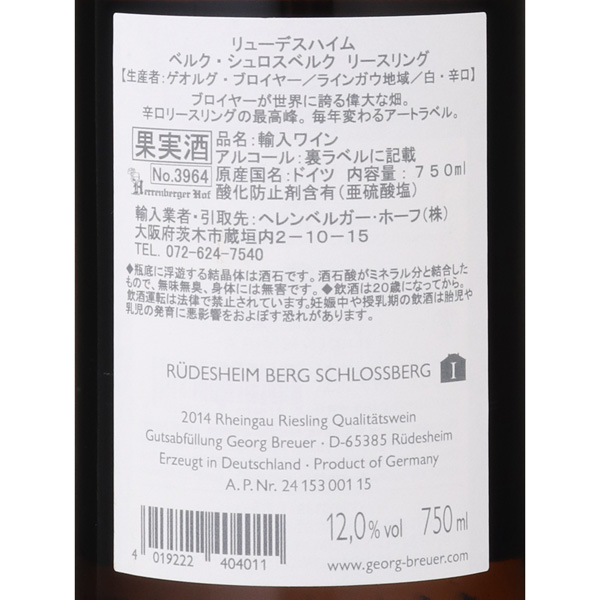 リューデスハイム
ベルク・シュロスベルク リースリング
【生産者:ゲオルグ・ブロイヤー/ラインガウ地域/白・辛口】
ブロイヤーが世界に誇る偉大な畑。
辛口リースリングの最高峰。毎年変わるアートラベル。
果実酒
品名:輸入ワイン
アルコール:裏ラベルに記載
No.3964
原産国名:ドイツ 内容量:750ml
Herrenberger Hof
酸化防止剤含有(亜硫酸塩)
輸入業者・引取先:ヘレンベルガー・ホーフ(株)
大阪府茨木市蔵垣内2-10-15
TEL. 072-624-7540
◆瓶底に浮遊する結晶体は酒石です。酒石酸がミネラル分と結合した
もので、無味無臭、身体には無害です。◆飲酒は20歳になってから。
飲酒運転は法律で禁止されています。妊娠中や授乳期の飲酒は胎児や
乳児の発育に悪影響をおよぼす恐れがあります。
RÜDESHEIM BERG SCHLOSSBERG I
2014 Rheingau Riesling Qualitätswein
Gutsabfüllung Georg Breuer · D-65385 Rüdesheim
Erzeugt in Deutschland · Product of Germany
A. P. Nr. 24 153 001 15
12,0% vol 750 ml
4 019222 404011
www.georg-breuer.com